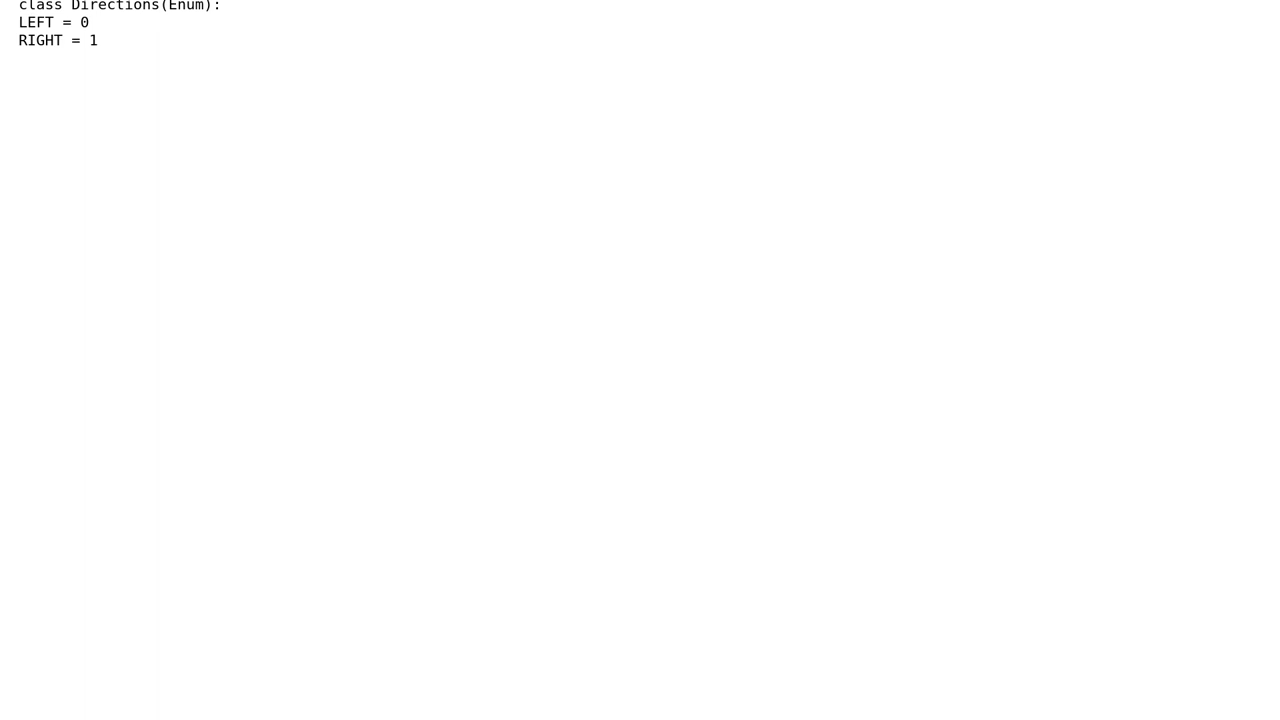 class Directions(Enum):
LEFT = 0
RIGHT = 1